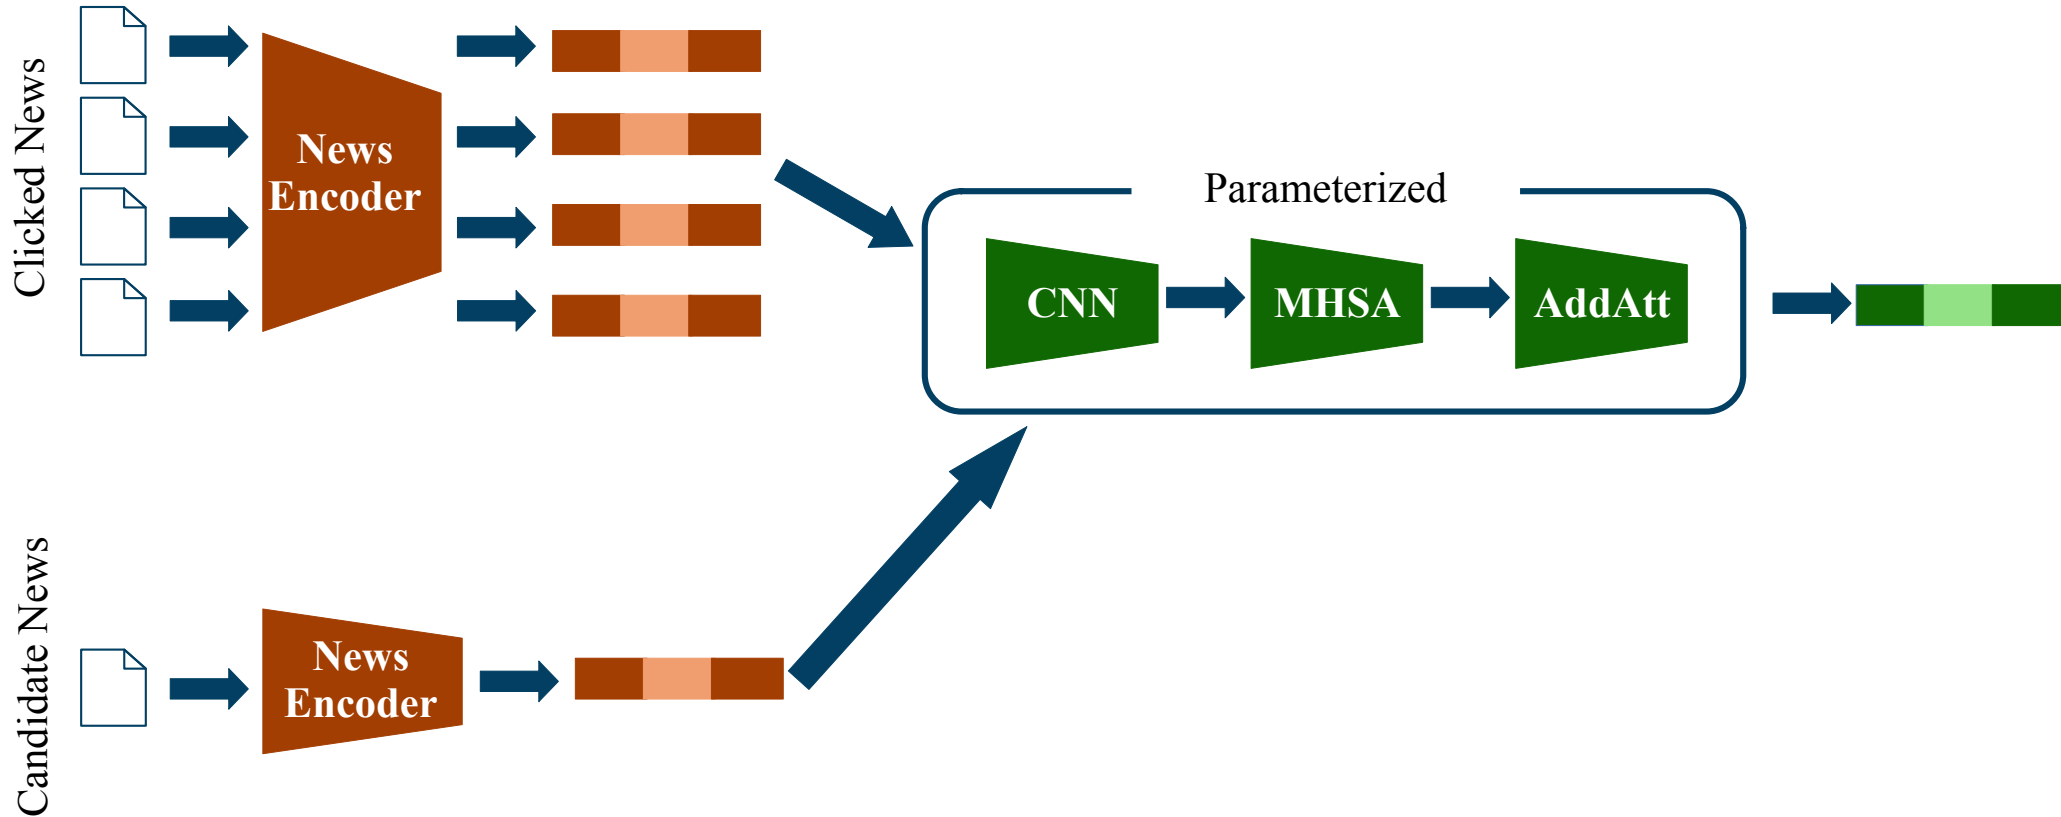 Clicked News
News
Encoder
Parameterized
CNN
MHSA
AddAtt
Candidate News
News
Encoder